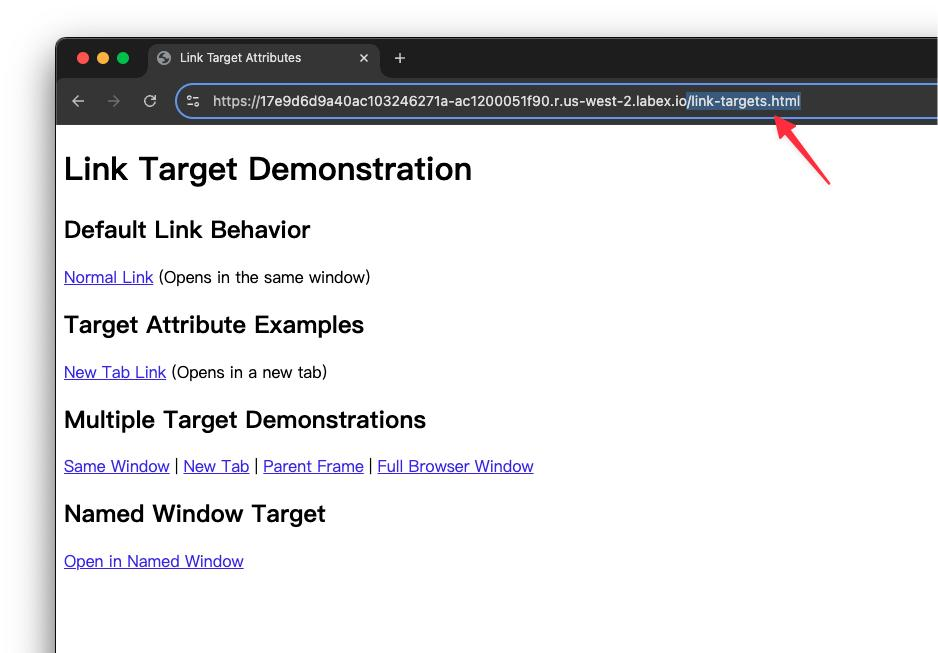 Link Target Attributes
https://17e9d6d9a40ac103246271a-ac1200051f90.r.us-west-2.labex.io/link-targets.html
Link Target Demonstration
Default Link Behavior
Normal Link (Opens in the same window)
Target Attribute Examples
New Tab Link (Opens in a new tab)
Multiple Target Demonstrations
Same Window | New Tab | Parent Frame | Full Browser Window
Named Window Target
Open in Named Window